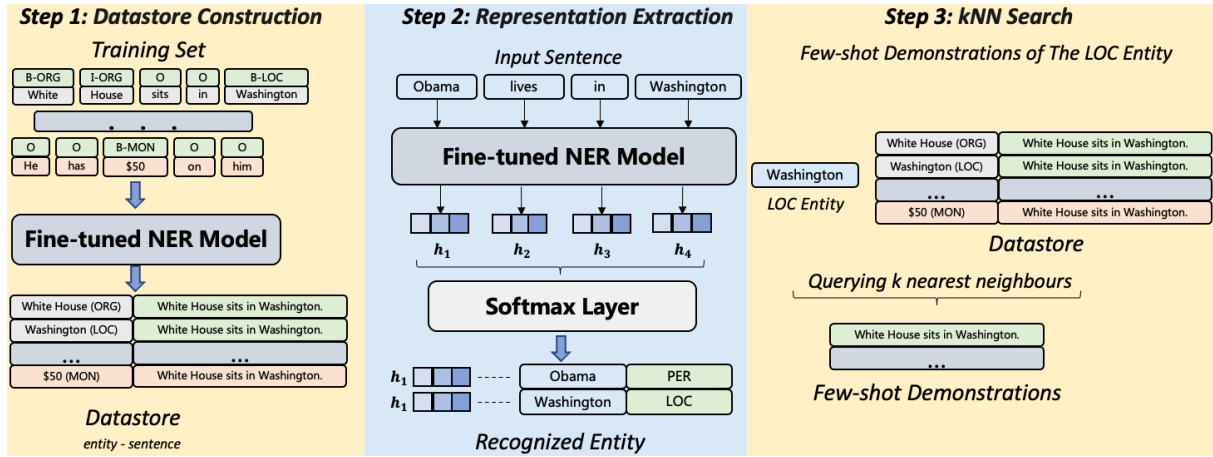 Step 1: Datastore Construction
Training Set
B-ORG I-ORG O O B-LOC
White House sits in Washington
. . .
O O B-MON O O
He has $50 on him
Fine-tuned NER Model
White House (ORG) White House sits in Washington.
Washington (LOC) White House sits in Washington.
... ...
$50 (MON) White House sits in Washington.
Datastore
entity - sentence
Step 2: Representation Extraction
Input Sentence
Obama lives in Washington
Fine-tuned NER Model
h1 h2 h3 h4
Softmax Layer
h1 Obama PER
h1 Washington LOC
Recognized Entity
Step 3: kNN Search
Few-shot Demonstrations of The LOC Entity
Washington
LOC Entity
White House (ORG) White House sits in Washington.
Washington (LOC) White House sits in Washington.
... ...
$50 (MON) White House sits in Washington.
Datastore
Querying k nearest neighbours
White House sits in Washington.
...
Few-shot Demonstrations